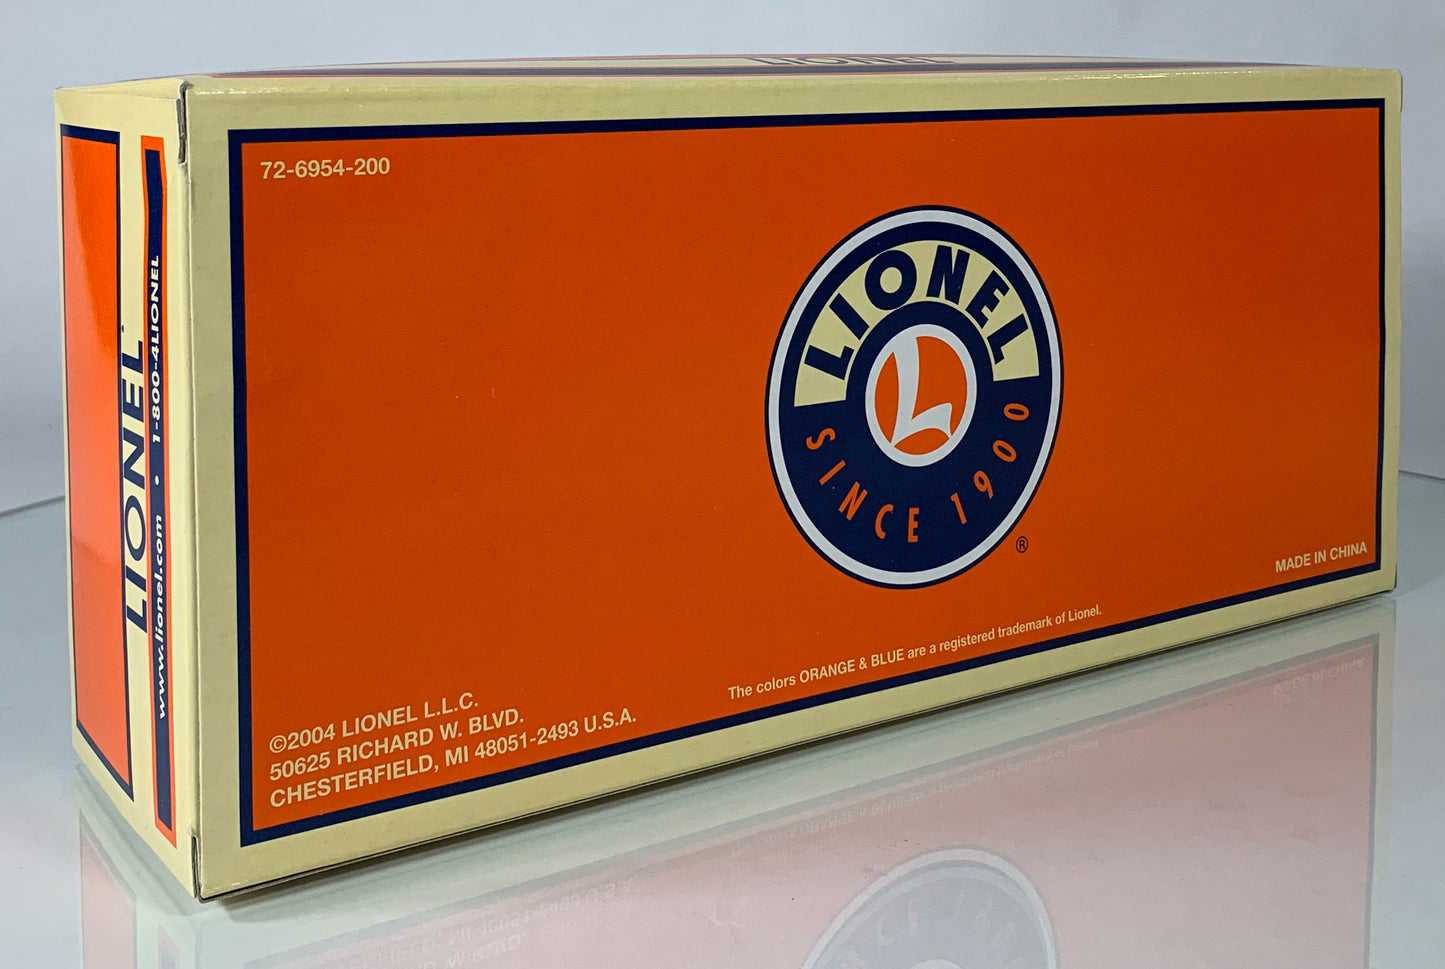 LIONEL
72-6954-200
LIONEL
SINCE 1900
L
®
MADE IN CHINA
The colors ORANGE & BLUE are a registered trademark of Lionel.
©2004 LIONEL L.L.C.
50625 RICHARD W. BLVD.
CHESTERFIELD, MI 48051-2493 U.S.A.
LIONEL
www.lionel.com • 1-800-4LIONEL